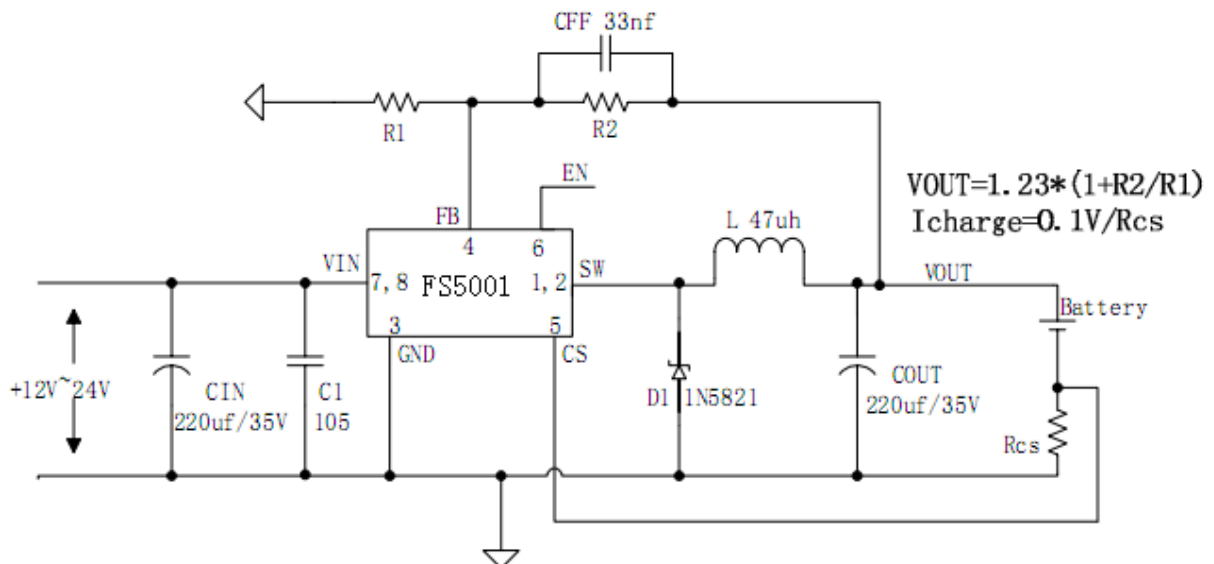 CFF 33nf
R1
R2
EN
FB
4
6
VOUT=1.23*(1+R2/R1)
Icharge=0.1V/Rcs
L 47uh
VIN
7,8
FS5001
1,2
SW
VOUT
Battery
3
5
GND
CS
+12V~24V
CIN
220uf/35V
C1
105
D1 1N5821
COUT
220uf/35V
Rcs